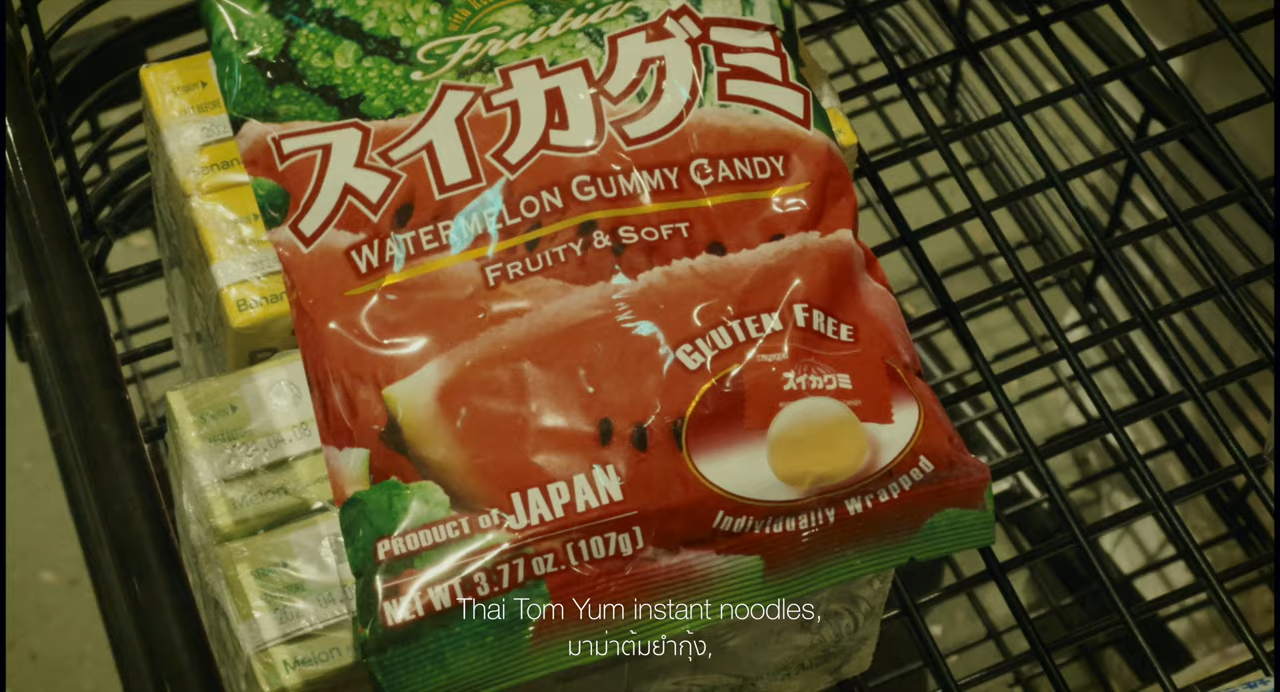 Frutia
スイカグミ
WATERMELON GUMMY CANDY
FRUITY & SOFT
GLUTEN FREE
スイカグミ
Individually Wrapped
PRODUCT of JAPAN
NET WT 3.77 oz. (107g)
Banan
Melon
Melon
Thai Tom Yum instant noodles,
มาม่าต้มยำกุ้ง,